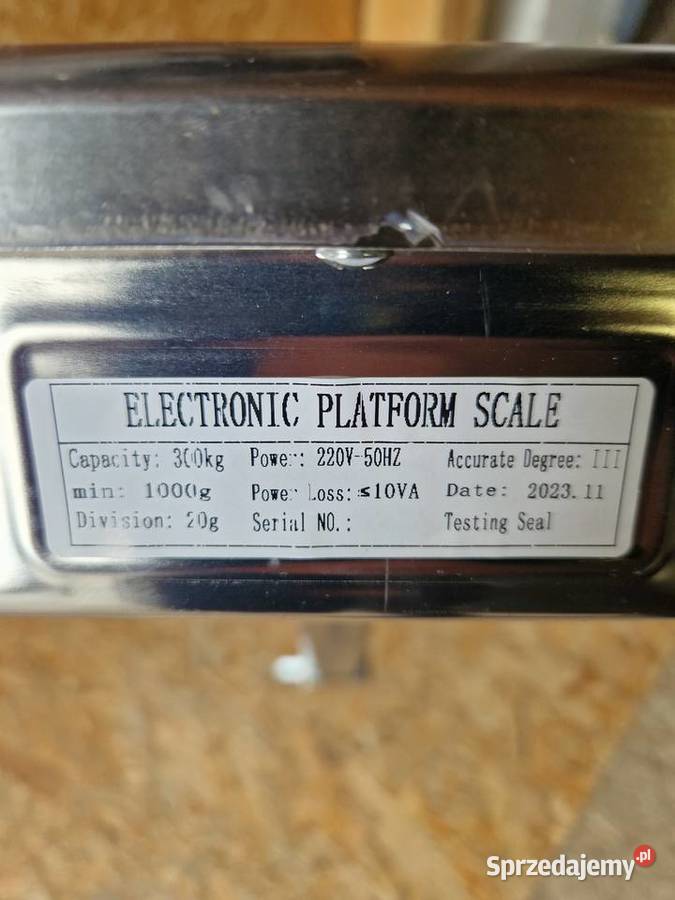 ELECTRONIC PLATFORM SCALE
Capacity: 300kg Power: 220V-50HZ Accurate Degree: III
min: 1000g Power Loss: ≤10VA Date: 2023.11
Division: 20g Serial NO.: Testing Seal
Sprzedajemy.pl